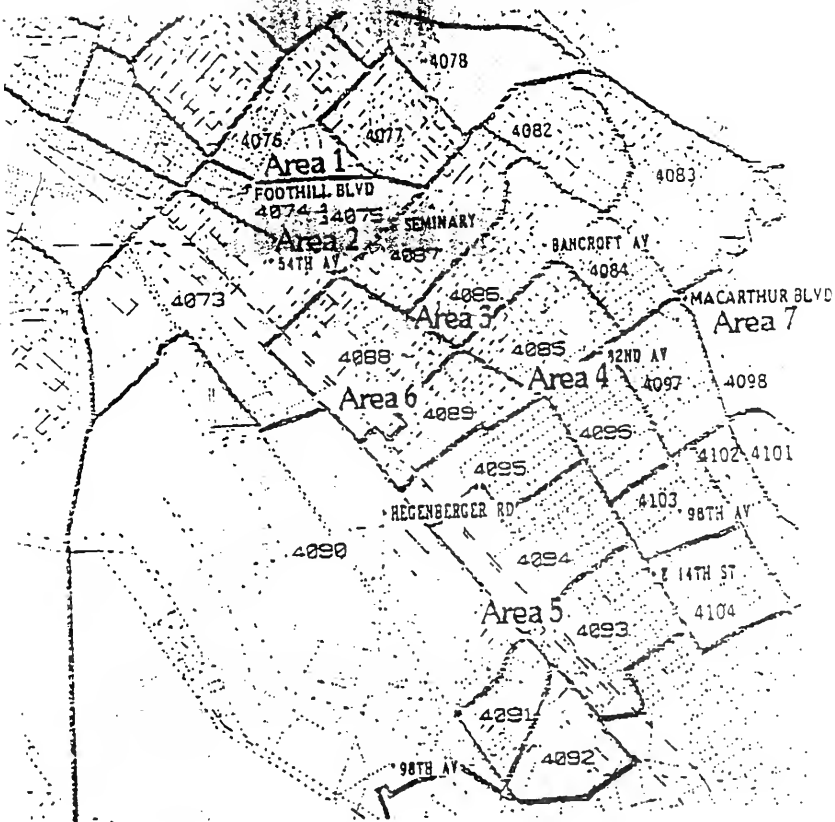 4078
4076
4077
4082
Area 1
4083
FOOTHILL BLVD
4074
4075
SEMINARY
Area 2
54TH AV
4087
BANCROFT AV
4084
4073
4086
MACARTHUR BLVD
Area 3
Area 7
4088
4085
82ND AV
Area 4
4097
4098
Area 6
4089
4096
4102
4101
4095
4103
HEGENBERGER RD
98TH AV
4090
4094
E 14TH ST
Area 5
4104
4093
4091
4092
98TH AV